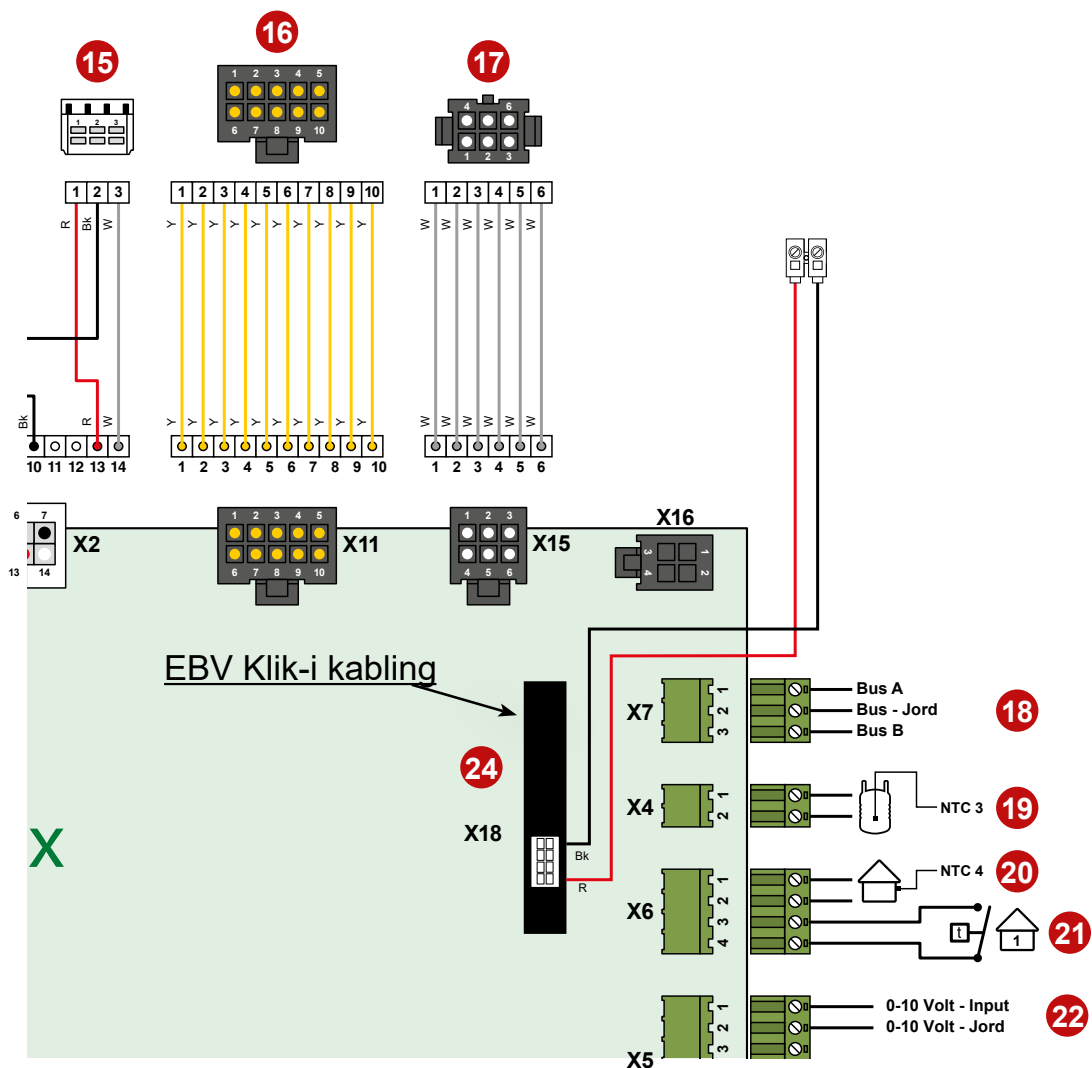 15
16
17
1 2 3 4 5
6 7 8 9 10
4 6
1 2 3
1 2 3
1 2 3
1 2 3 4 5 6 7 8 9 10
1 2 3 4 5 6
R Bk W
Y Y Y Y Y Y Y Y Y Y
W W W W W W
Bk R W
Y Y Y Y Y Y Y Y Y Y
W W W W W W
10 11 12 13 14
1 2 3 4 5 6 7 8 9 10
1 2 3 4 5 6
6 7
13 14
X2
1 2 3 4 5
6 7 8 9 10
X11
1 2 3
4 5 6
X15
X16
3 1
4 2
EBV Klik-i kabling
24
X18
Bk
R
X
X7
1
2
3
Bus A
Bus - Jord
Bus B
18
X4
1
2
NTC 3
19
X6
1
2
3
4
NTC 4
20
t
1
21
X5
1
2
3
0-10 Volt - Input
0-10 Volt - Jord
22